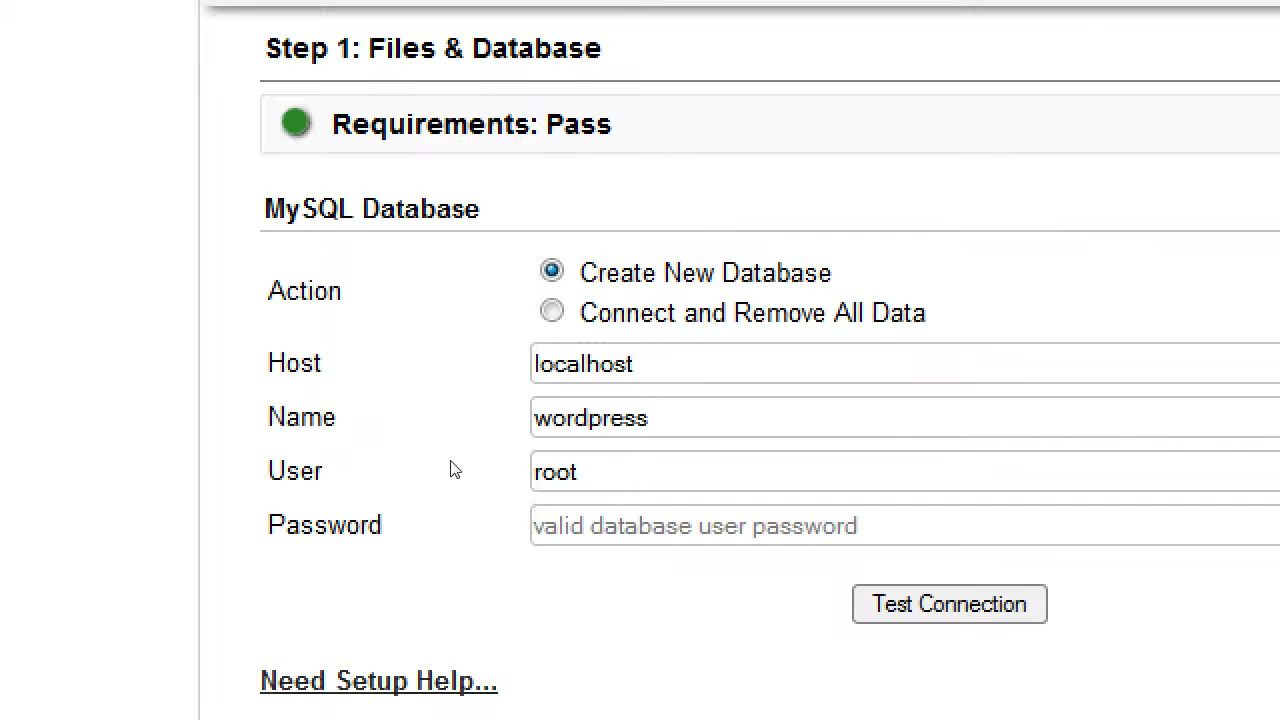 Step 1: Files & Database
Requirements: Pass
MySQL Database
Action
Create New Database
Connect and Remove All Data
Host
localhost
Name
wordpress
User
root
Password
valid database user password
Test Connection
Need Setup Help...